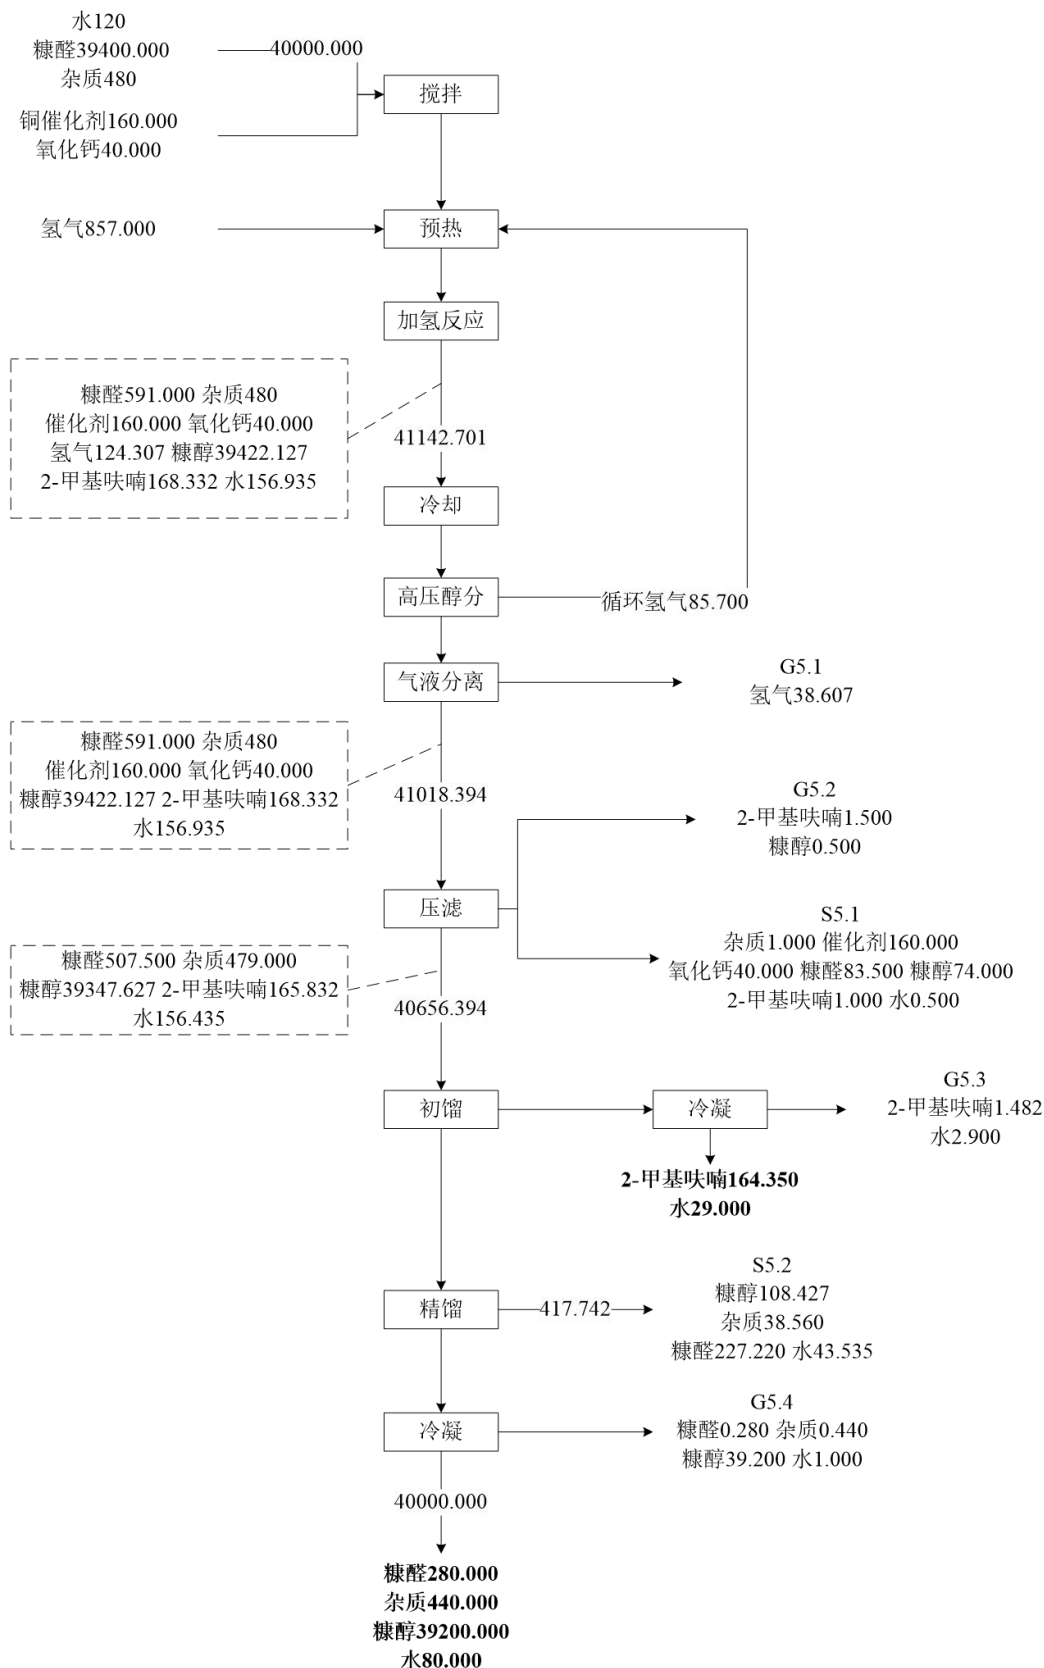 水120
糠醛39400.000
杂质480
40000.000
搅拌
铜催化剂160.000
氧化钙40.000
氢气857.000
预热
加氢反应
糠醛591.000 杂质480
催化剂160.000 氧化钙40.000
氢气124.307 糠醇39422.127
2-甲基呋喃168.332 水156.935
41142.701
冷却
高压醇分
循环氢气85.700
气液分离
G5.1
氢气38.607
糠醛591.000 杂质480
催化剂160.000 氧化钙40.000
糠醇39422.127 2-甲基呋喃168.332
水156.935
41018.394
G5.2
2-甲基呋喃1.500
糠醇0.500
压滤
S5.1
杂质1.000 催化剂160.000
氧化钙40.000 糠醛83.500 糠醇74.000
2-甲基呋喃1.000 水0.500
糠醛507.500 杂质479.000
糠醇39347.627 2-甲基呋喃165.832
水156.435
40656.394
初馏
冷凝
G5.3
2-甲基呋喃1.482
水2.900
2-甲基呋喃164.350
水29.000
精馏
417.742
S5.2
糠醇108.427
杂质38.560
糠醛227.220 水43.535
冷凝
G5.4
糠醛0.280 杂质0.440
糠醇39.200 水1.000
40000.000
糠醛280.000
杂质440.000
糠醇39200.000
水80.000